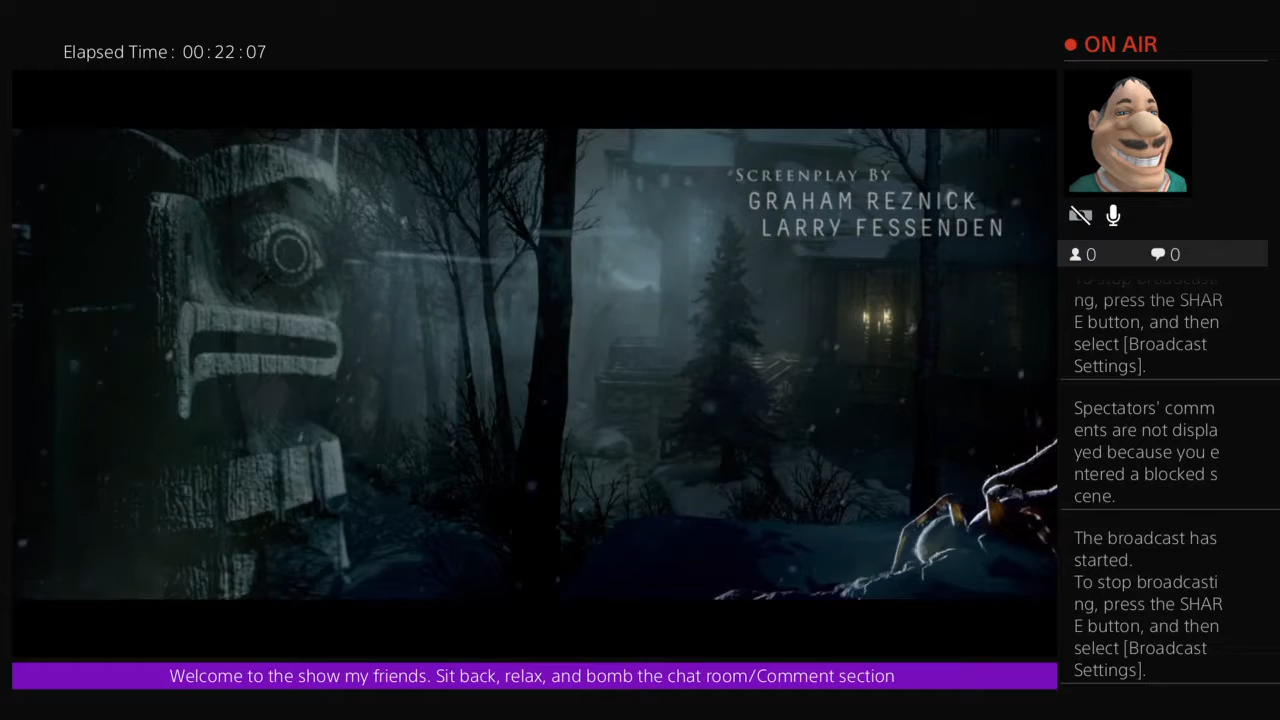 Elapsed Time: 00:22:07
ON AIR
SCREENPLAY BY
GRAHAM REZNICK
LARRY FESSENDEN
0
0
To stop broadcasti
ng, press the SHAR
E button, and then
select [Broadcast
Settings].
Spectators' comm
ents are not displa
yed because you e
ntered a blocked s
cene.
The broadcast has
started.
To stop broadcasti
ng, press the SHAR
E button, and then
select [Broadcast
Settings].
Welcome to the show my friends. Sit back, relax, and bomb the chat room/Comment section